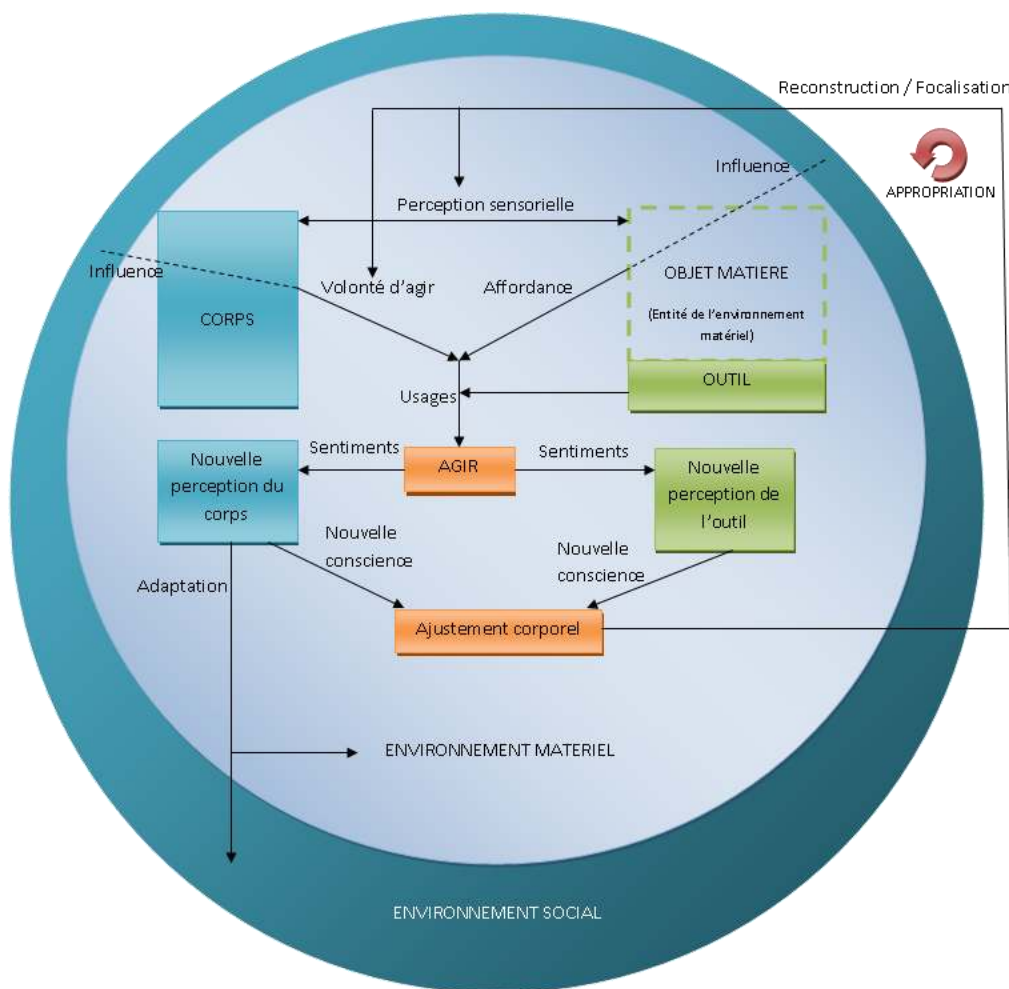 Reconstruction / Focalisation
Influence
APPROPRIATION
Perception sensorielle
Influence
Volonté d'agir
Affordance
OBJET MATIERE
(Entité de l'environnement
matériel)
CORPS
OUTIL
Usages
Sentiments
AGIR
Sentiments
Nouvelle
perception du
corps
Nouvelle
perception de
l'outil
Nouvelle
conscience
Nouvelle
conscience
Adaptation
Ajustement corporel
ENVIRONNEMENT MATERIEL
ENVIRONNEMENT SOCIAL